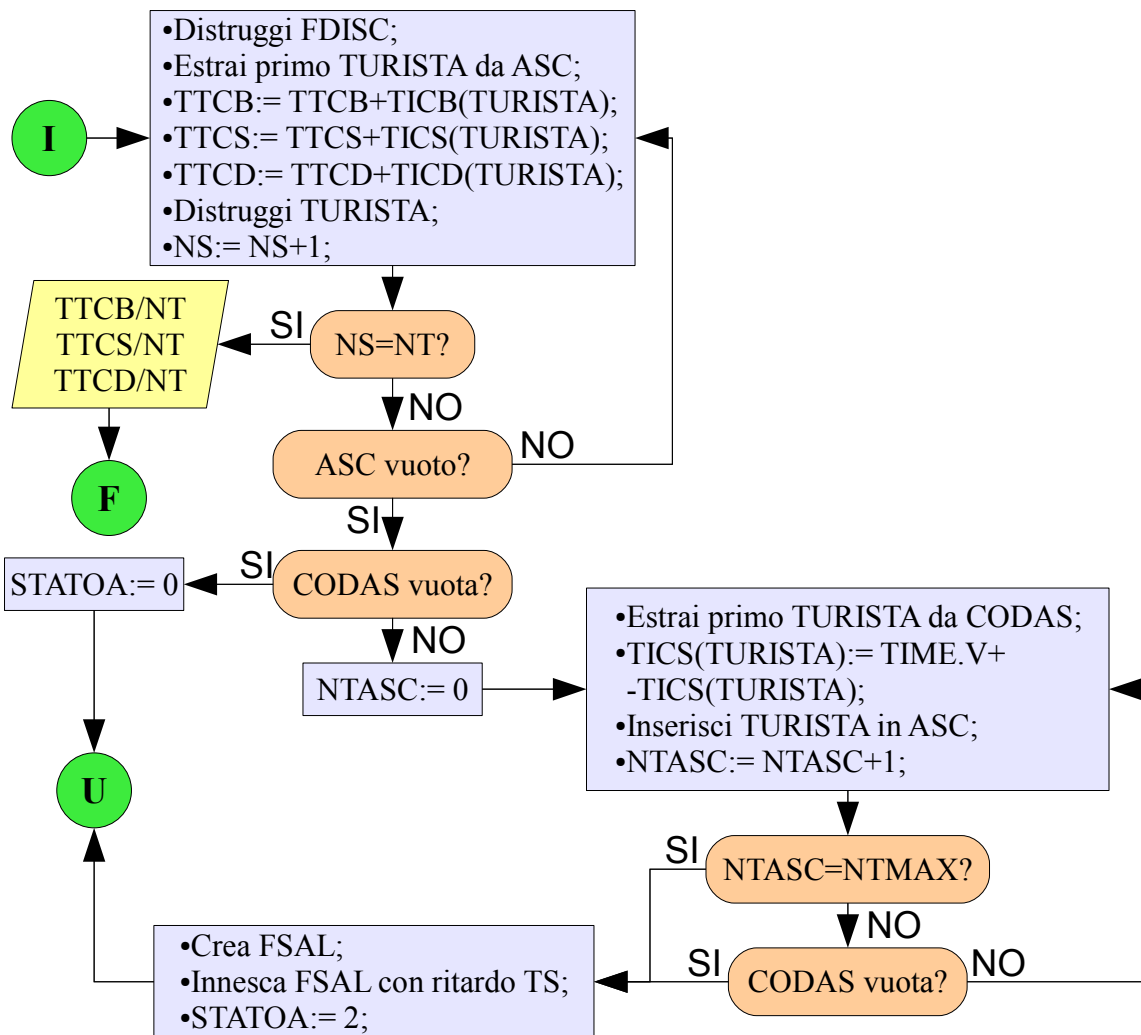 •Distruggi FDISC;
•Estrai primo TURISTA da ASC;
•TTCB:= TTCB+TICB(TURISTA);
•TTCS:= TTCS+TICS(TURISTA);
•TTCD:= TTCD+TICD(TURISTA);
•Distruggi TURISTA;
•NS:= NS+1;
I
SI
NS=NT?
TTCB/NT
TTCS/NT
TTCD/NT
NO
ASC vuoto?
NO
F
SI
SI
CODAS vuota?
STATOA:= 0
NO
NTASC:= 0
•Estrai primo TURISTA da CODAS;
•TICS(TURISTA):= TIME.V+
-TICS(TURISTA);
•Inserisci TURISTA in ASC;
•NTASC:= NTASC+1;
U
SI
NTASC=NTMAX?
NO
SI
CODAS vuota?
NO
•Crea FSAL;
•Innesca FSAL con ritardo TS;
•STATOA:= 2;